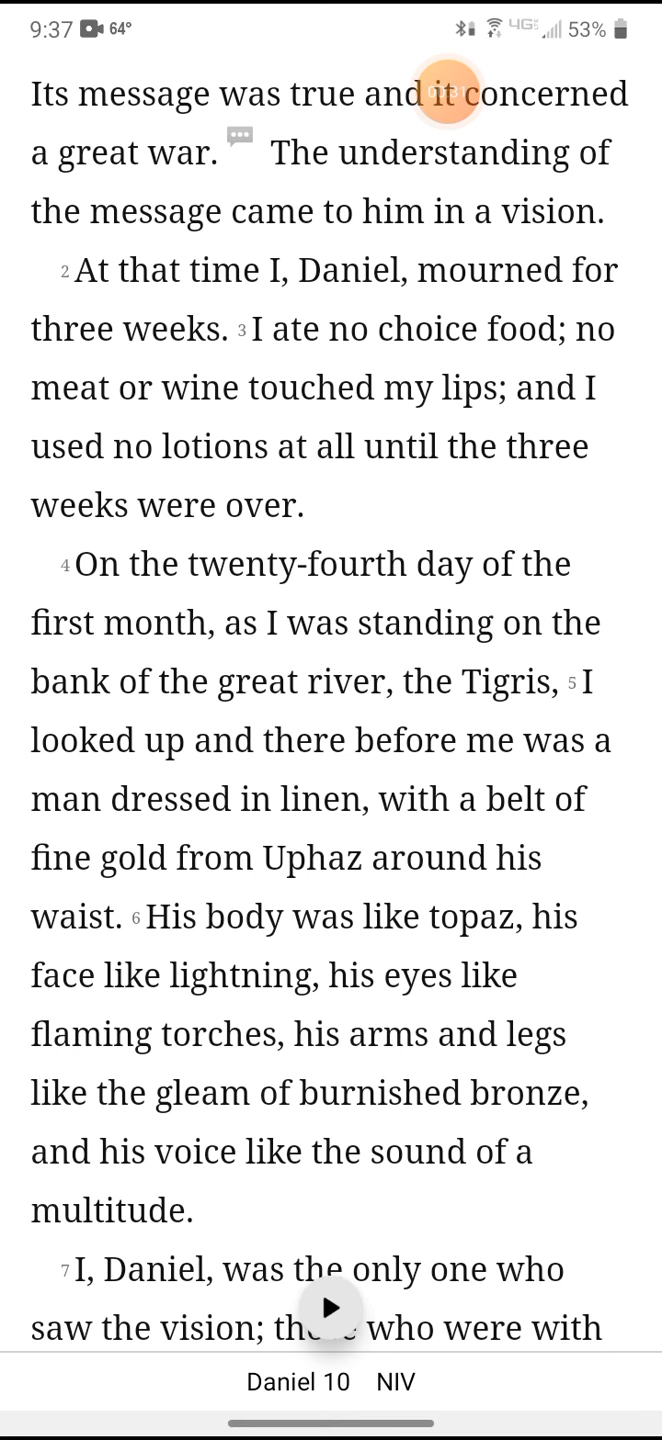 9:37 64° 4G 53%
Its message was true and it concerned
a great war. The understanding of
the message came to him in a vision.
2 At that time I, Daniel, mourned for
three weeks. 3 I ate no choice food; no
meat or wine touched my lips; and I
used no lotions at all until the three
weeks were over.
4 On the twenty-fourth day of the
first month, as I was standing on the
bank of the great river, the Tigris, 5 I
looked up and there before me was a
man dressed in linen, with a belt of
fine gold from Uphaz around his
waist. 6 His body was like topaz, his
face like lightning, his eyes like
flaming torches, his arms and legs
like the gleam of burnished bronze,
and his voice like the sound of a
multitude.
7 I, Daniel, was the only one who
saw the vision; those who were with
Daniel 10 NIV